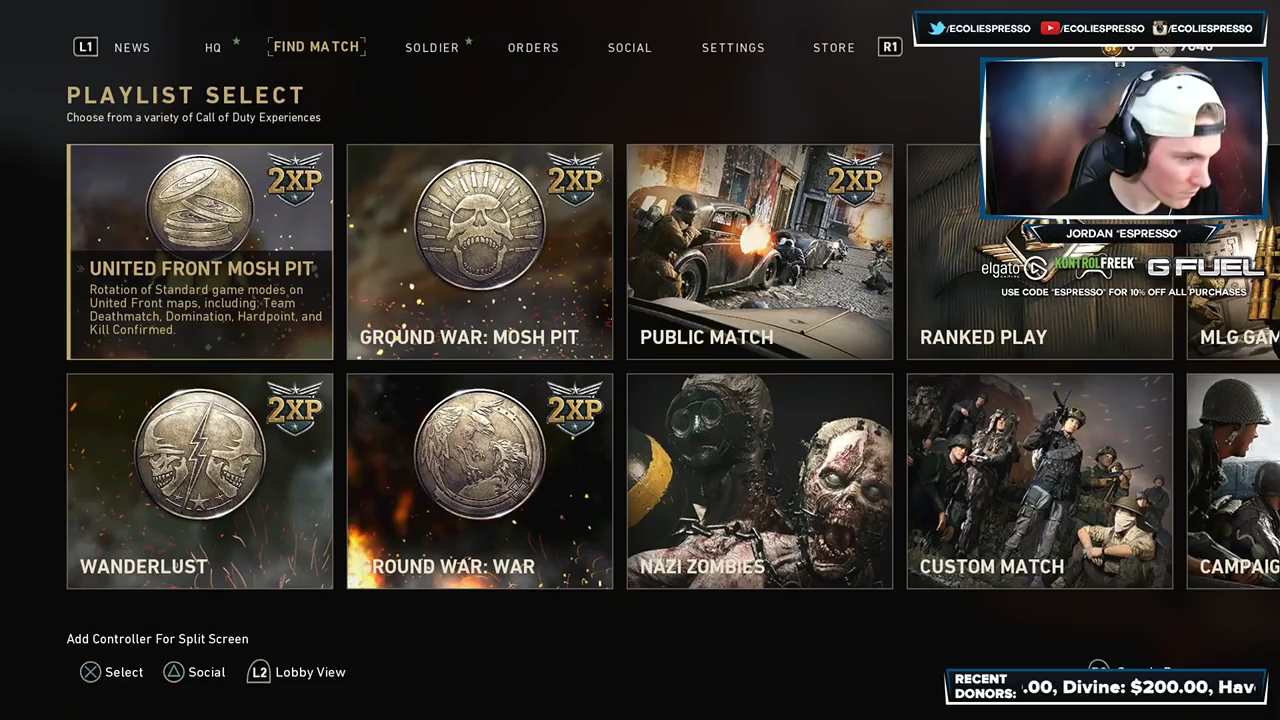 L1 NEWS HQ FIND MATCH SOLDIER ORDERS SOCIAL SETTINGS STORE R1
/ECOLIESPRESSO /ECOLIESPRESSO /ECOLIESPRESSO
PLAYLIST SELECT
Choose from a variety of Call of Duty Experiences
2XP
UNITED FRONT MOSH PIT
Rotation of Standard game modes on
United Front maps, including: Team
Deathmatch, Domination, Hardpoint, and
Kill Confirmed.
2XP
GROUND WAR: MOSH PIT
2XP
PUBLIC MATCH
RANKED PLAY
MLG GAM
JORDAN "ESPRESSO"
elgato GAMING KONTROLFREEK G FUEL
USE CODE "ESPRESSO" FOR 10% OFF ALL PURCHASES
2XP
WANDERLUST
2XP
GROUND WAR: WAR
NAZI ZOMBIES
CUSTOM MATCH
CAMPAIG
Add Controller For Split Screen
Select Social L2 Lobby View
RECENT
DONORS: .00, Divine: $200.00, Hav